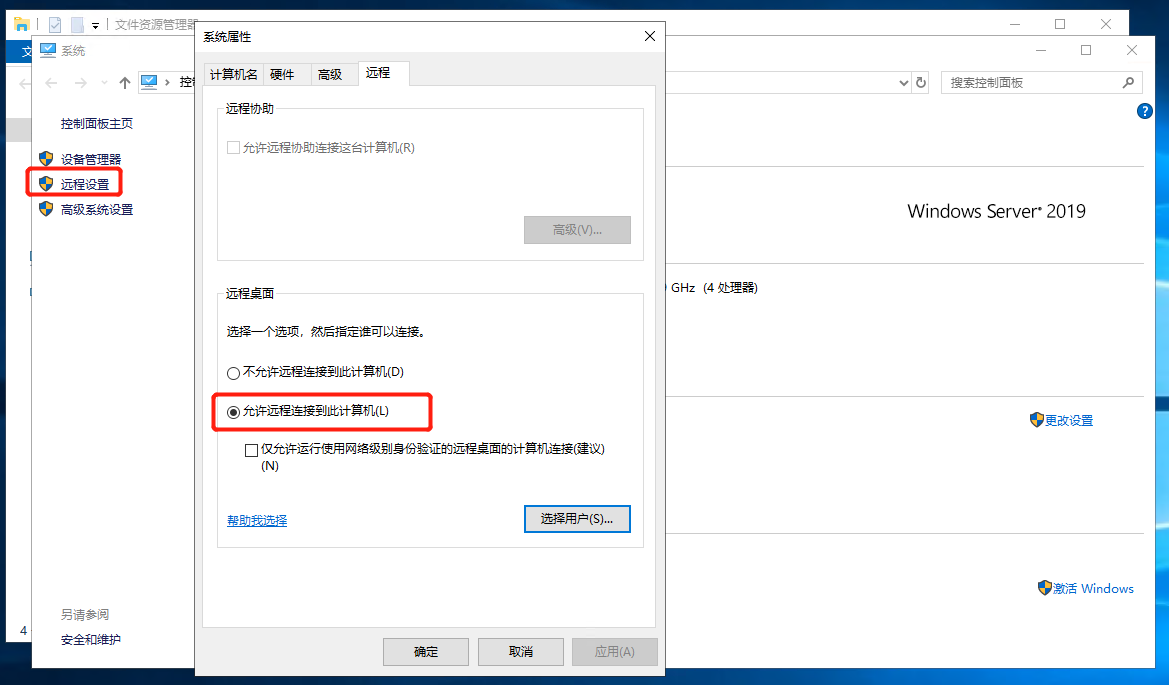 文件资源管理器
文
系统
系统属性
控
搜索控制面板
计算机名
硬件
高级
远程
控制面板主页
设备管理器
远程设置
高级系统设置
远程协助
允许远程协助连接这台计算机(R)
高级(V)...
Windows Server® 2019
远程桌面
GHz (4 处理器)
选择一个选项，然后指定谁可以连接。
不允许远程连接到此计算机(D)
允许远程连接到此计算机(L)
更改设置
仅允许运行使用网络级别身份验证的远程桌面的计算机连接(建议)
(N)
帮助我选择
选择用户(S)...
激活 Windows
另请参阅
安全和维护
4
确定
取消
应用(A)